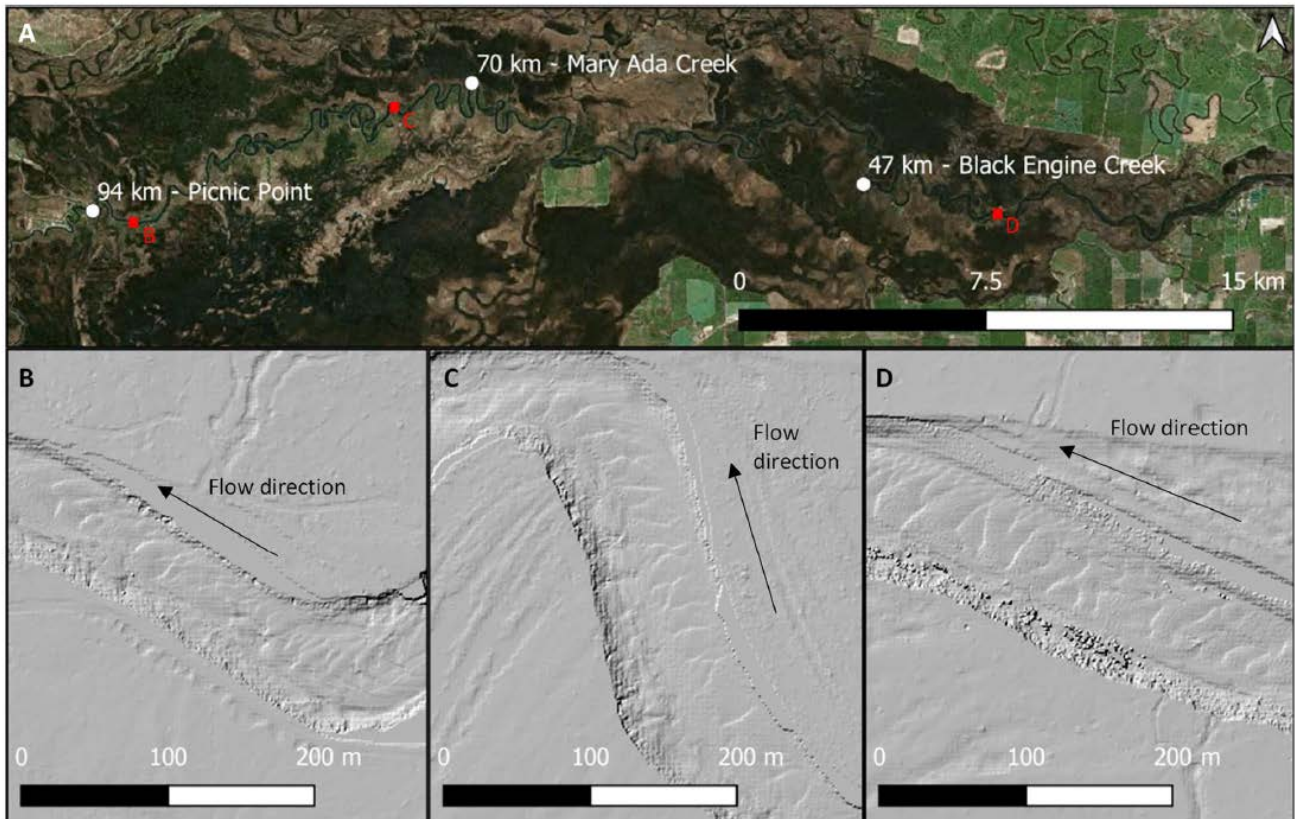 A
70 km - Mary Ada Creek
C
94 km - Picnic Point
47 km - Black Engine Creek
B
D
0 7.5 15 km
B
Flow direction
0 100 200 m
C
Flow
direction
0 100 200 m
D
Flow direction
0 100 200 m